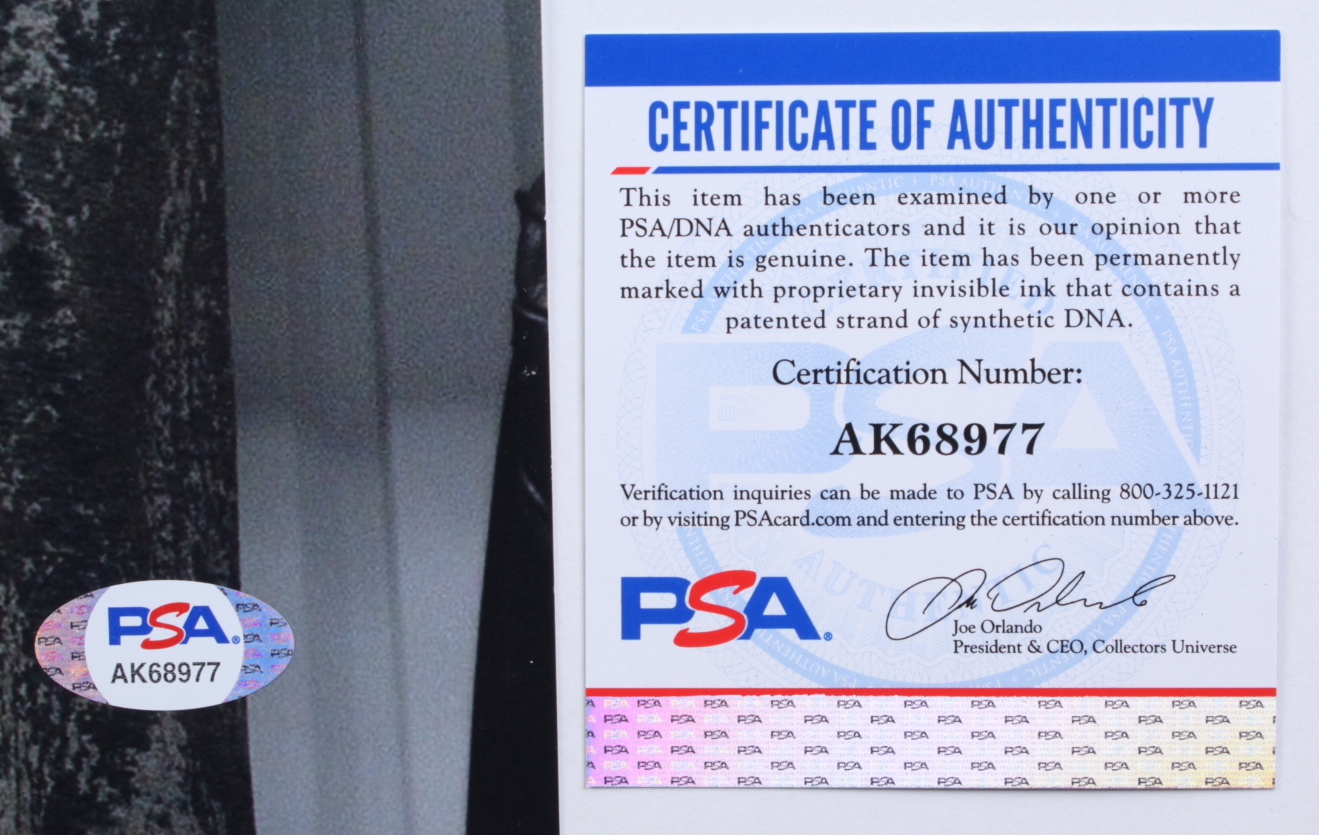 CERTIFICATE OF AUTHENTICITY
This item has been examined by one or more
PSA/DNA authenticators and it is our opinion that
the item is genuine. The item has been permanently
marked with proprietary invisible ink that contains a
patented strand of synthetic DNA.
Certification Number:
AK68977
Verification inquiries can be made to PSA by calling 800-325-1121
or by visiting PSAcard.com and entering the certification number above.
PSA®
Joe Orlando
President & CEO, Collectors Universe
PSA®
AK68977